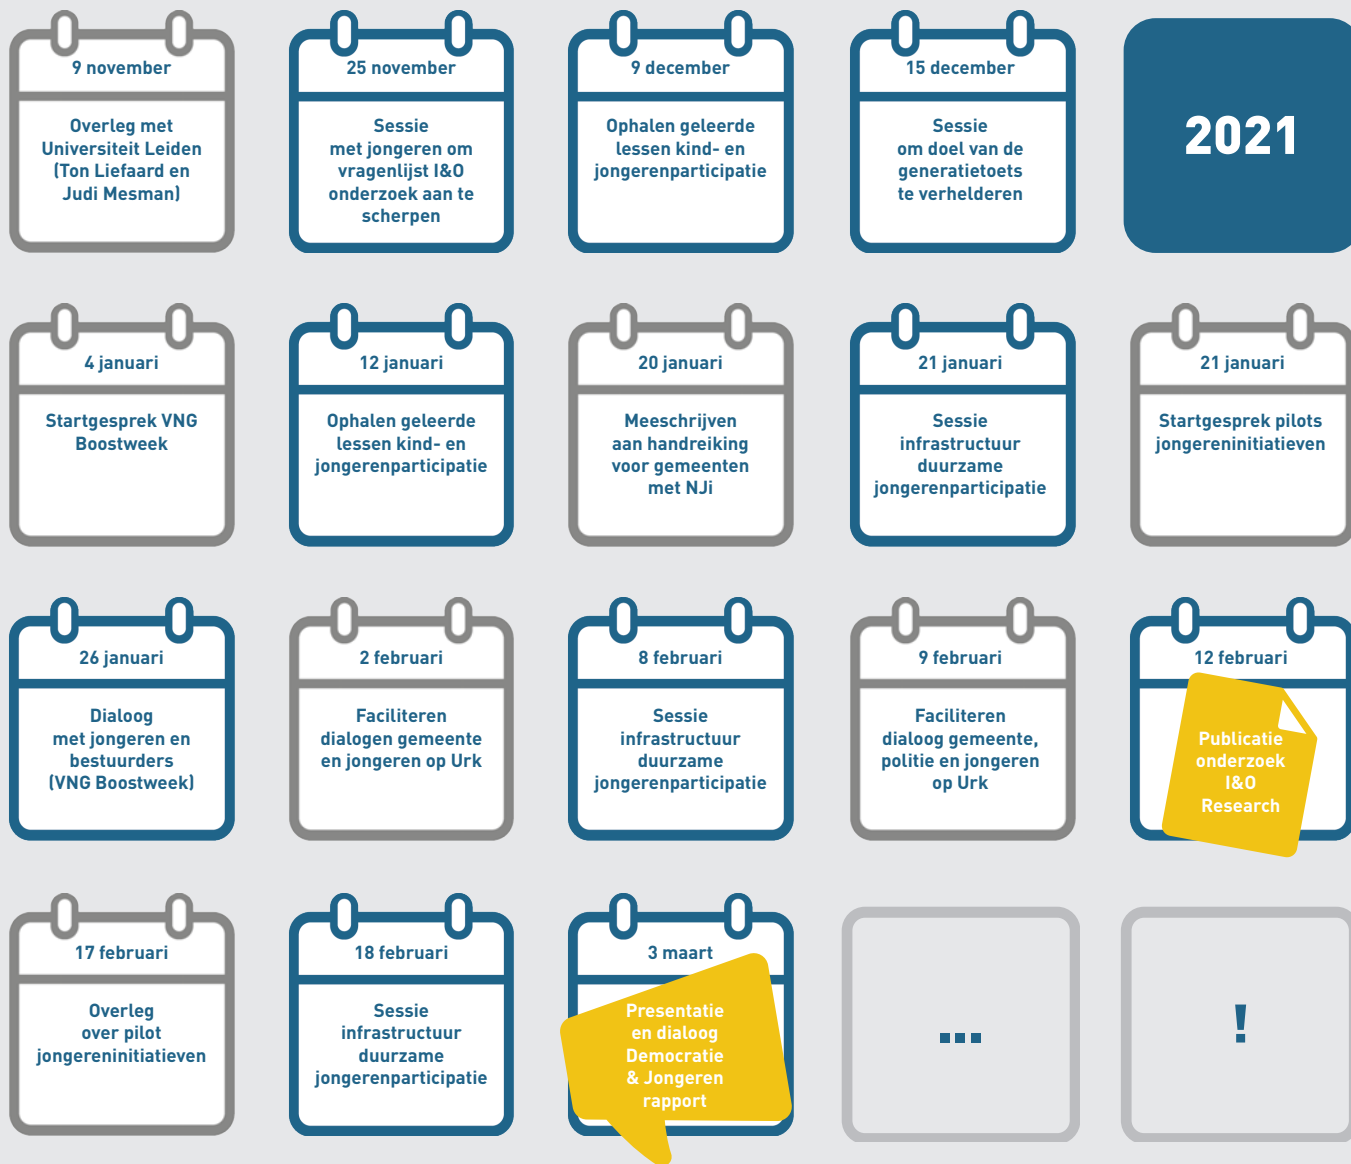 9 november
Overleg met
Universiteit Leiden
(Ton Liefaard en
Judi Mesman)
25 november
Sessie
met jongeren om
vragenlijst I&O
onderzoek aan te
scherpen
9 december
Ophalen geleerde
lessen kind- en
jongerenparticipatie
15 december
Sessie
om doel van de
generatietoets
te verhelderen
2021
4 januari
Startgesprek VNG
Boostweek
12 januari
Ophalen geleerde
lessen kind- en
jongerenparticipatie
20 januari
Meeschrijven
aan handreiking
voor gemeenten
met NJi
21 januari
Sessie
infrastructuur
duurzame
jongerenparticipatie
21 januari
Startgesprek pilots
jongereninitiatieven
26 januari
Dialoog
met jongeren en
bestuurders
(VNG Boostweek)
2 februari
Faciliteren
dialogen gemeente
en jongeren op Urk
8 februari
Sessie
infrastructuur
duurzame
jongerenparticipatie
9 februari
Faciliteren
dialoog gemeente,
politie en jongeren
op Urk
12 februari
Publicatie
onderzoek
I&O
Research
17 februari
Overleg
over pilot
jongereninitiatieven
18 februari
Sessie
infrastructuur
duurzame
jongerenparticipatie
3 maart
Presentatie
en dialoog
Democratie
& Jongeren
rapport
...
!